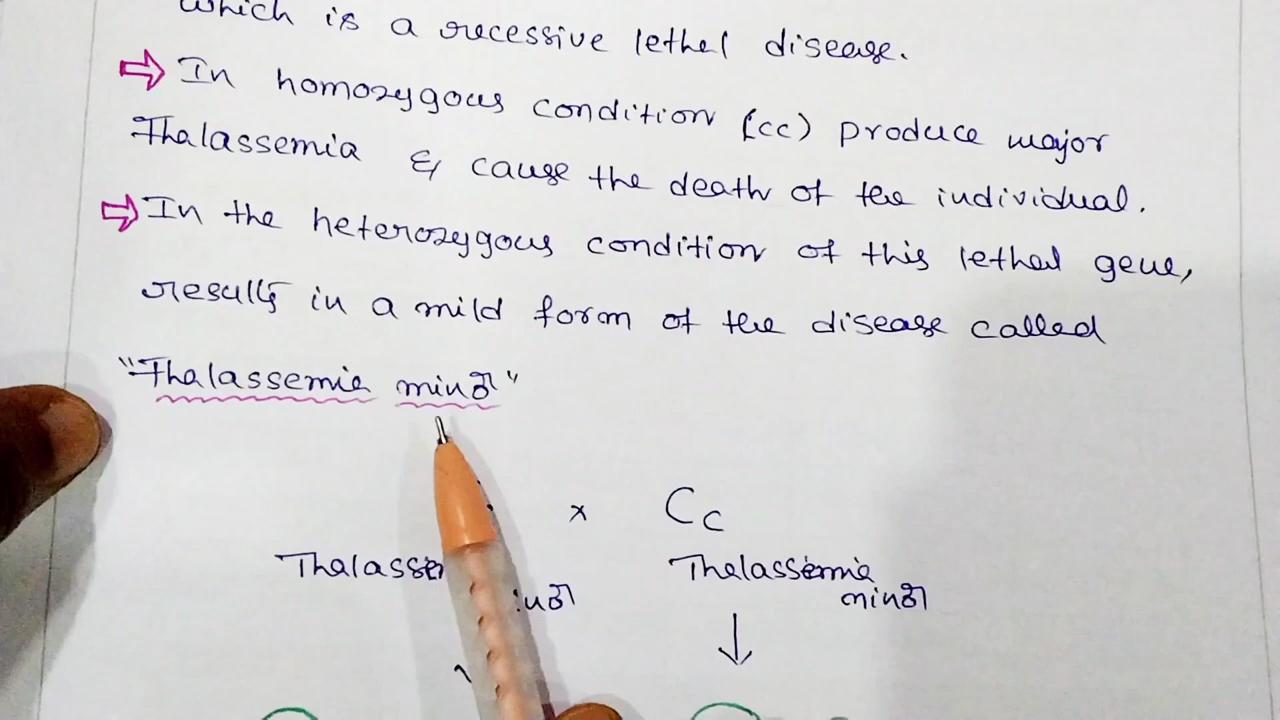 which is a recessive lethel disease.
⇨ In homozygous condition (cc) produce major
Thalassemia & cause the death of the individual.
⇨ In the heterozygous condition of this lethal gene,
results in a mild form of the disease called
"Thalassemia minor"
x Cc
Thalassemia
minor